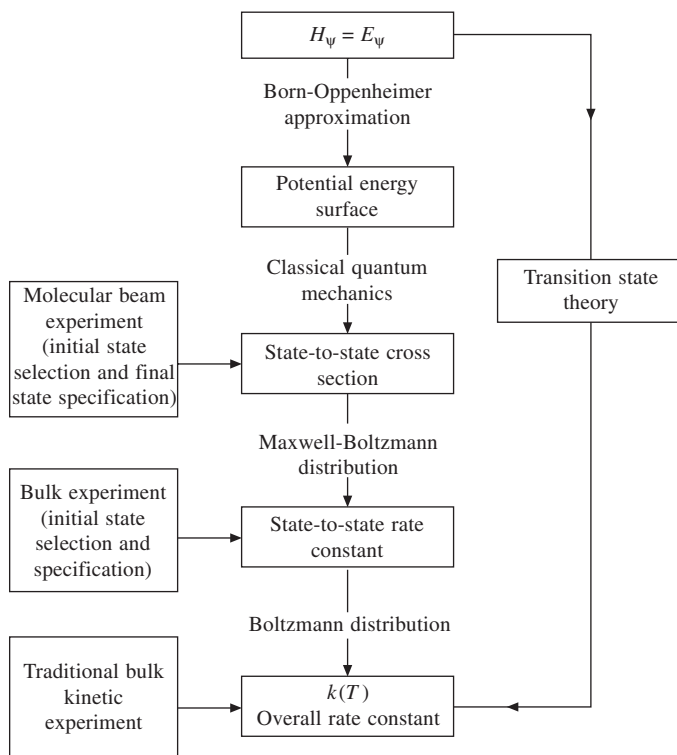 H_ψ = E_ψ
Born-Oppenheimer
approximation
Potential energy
surface
Classical quantum
mechanics
Transition state
theory
Molecular beam
experiment
(initial state
selection and final
state specification)
State-to-state cross
section
Maxwell-Boltzmann
distribution
Bulk experiment
(initial state
selection and
specification)
State-to-state rate
constant
Boltzmann distribution
Traditional bulk
kinetic
experiment
k(T)
Overall rate constant